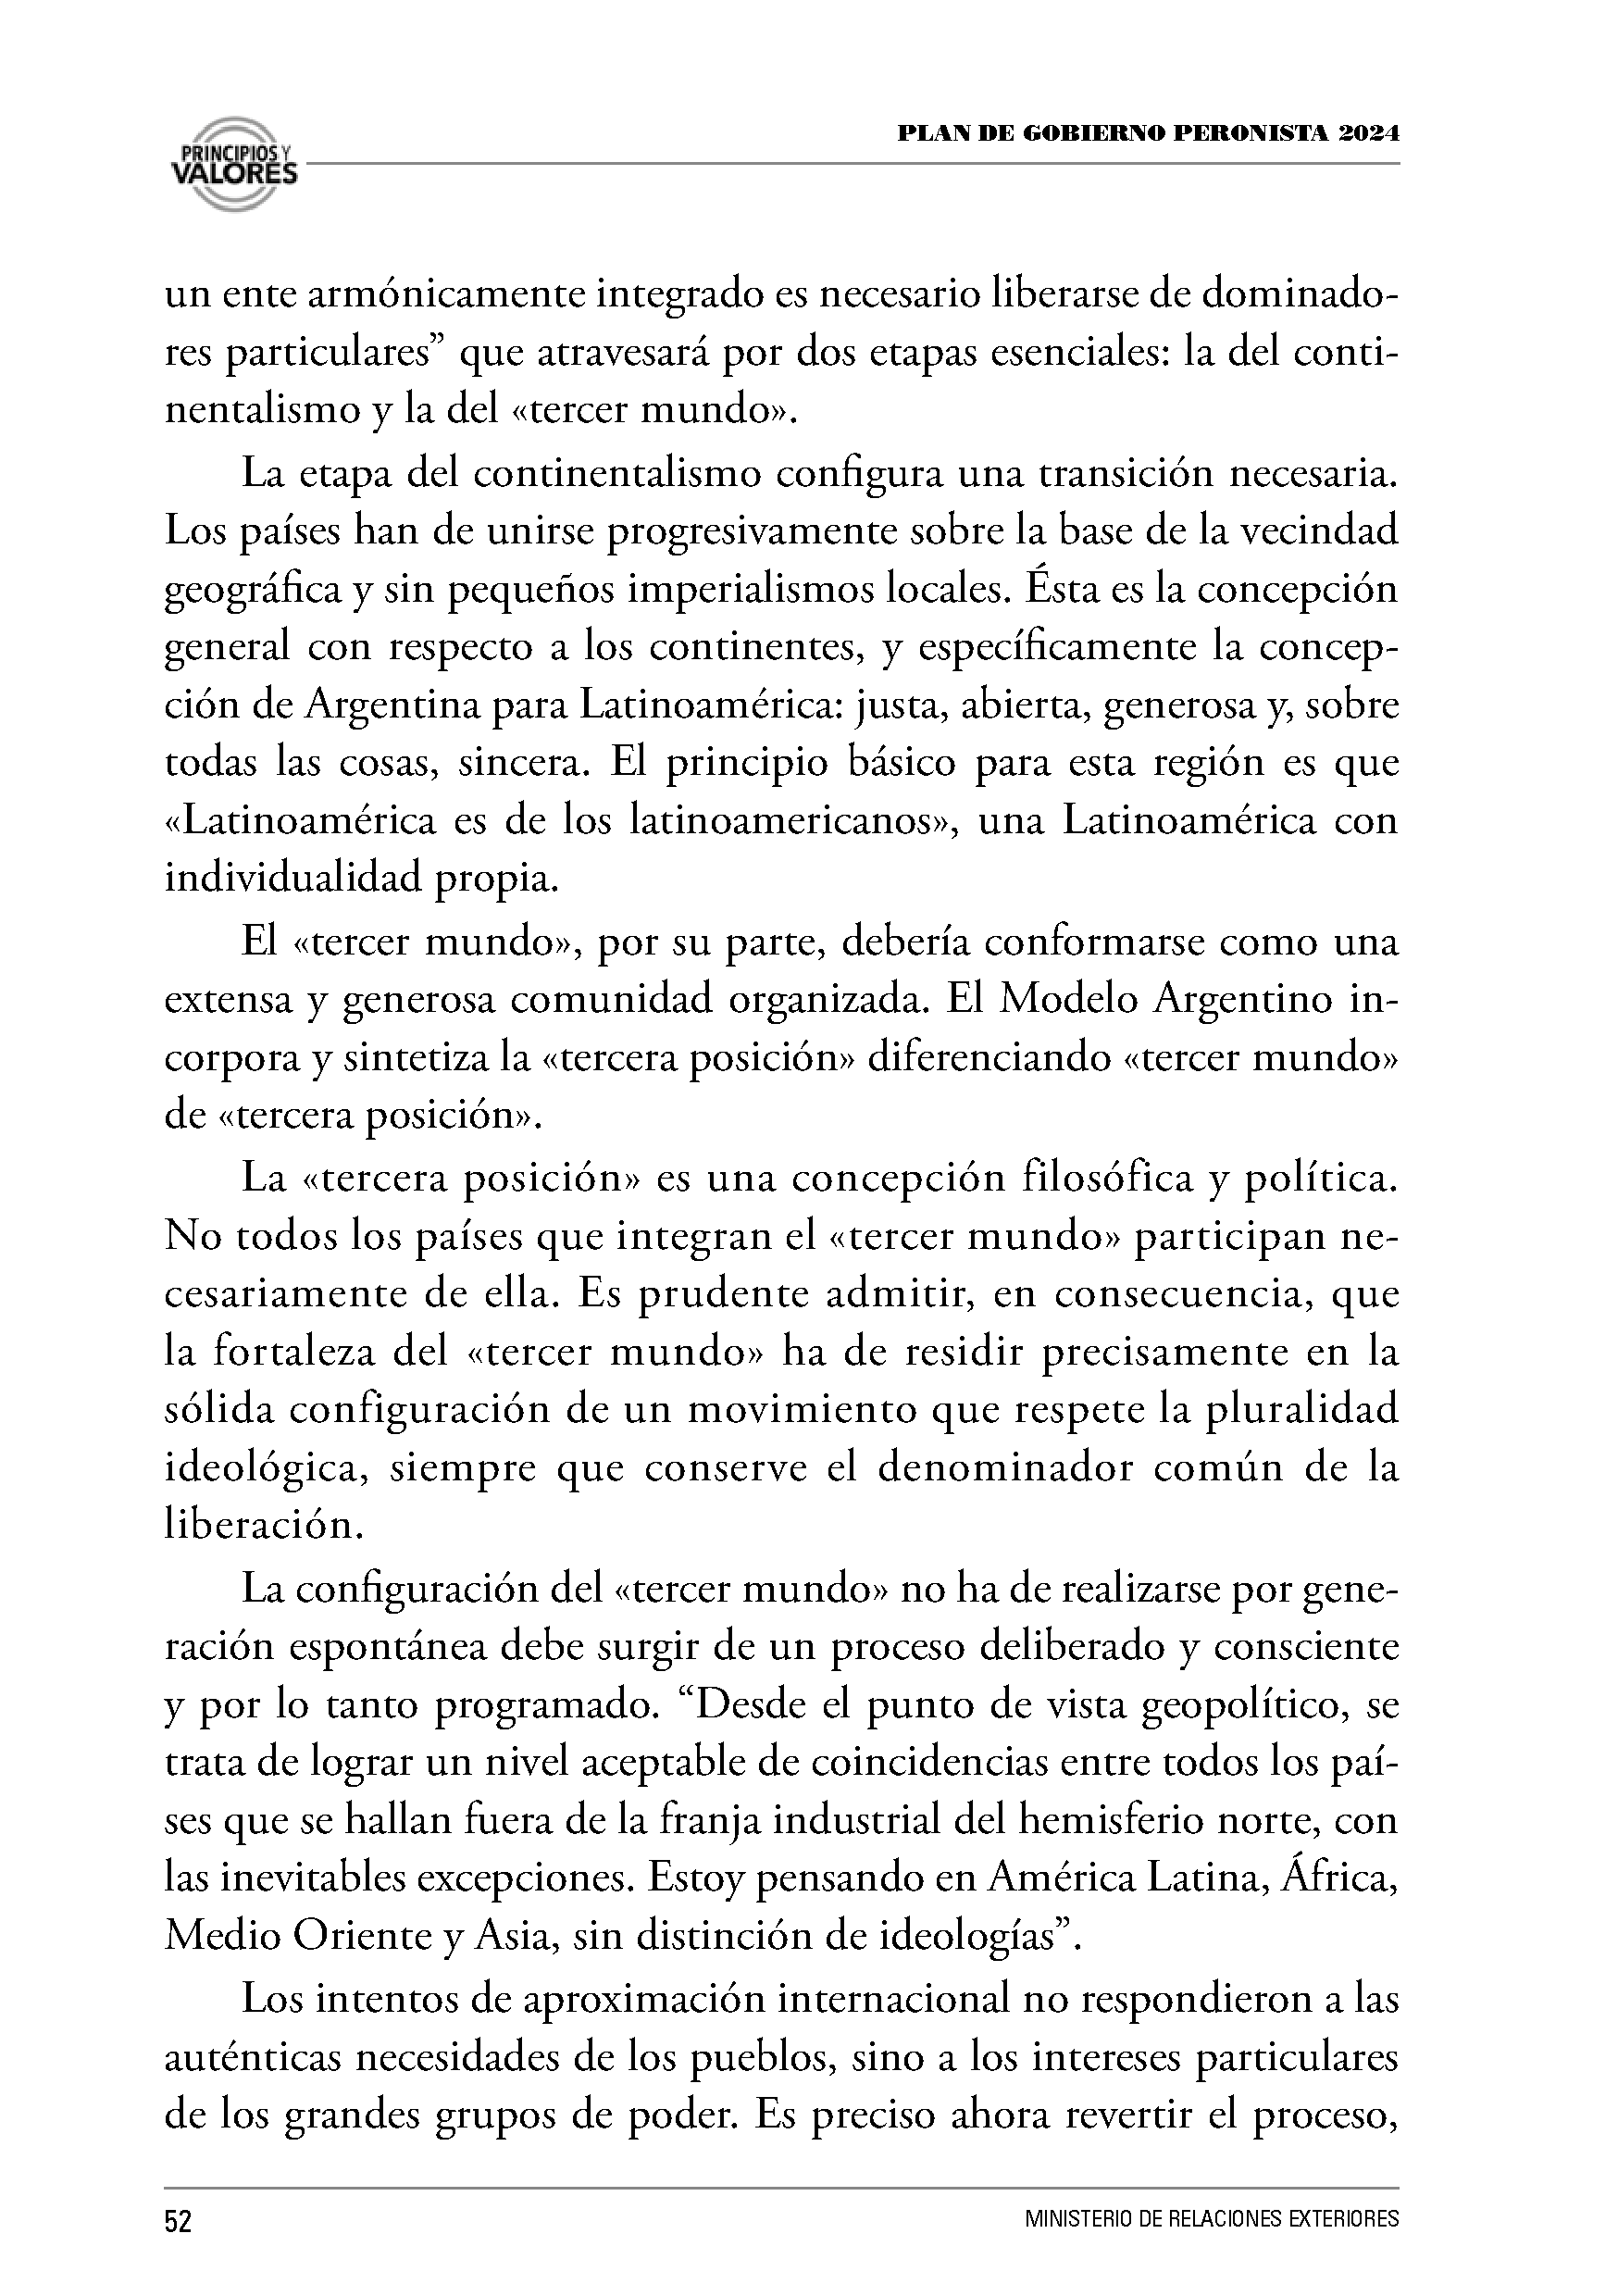 PLAN DE GOBIERNO PERONISTA 2024
PRINCIPIOS Y
VALORES
un ente armónicamente integrado es necesario liberarse de dominado-
res particulares” que atravesará por dos etapas esenciales: la del conti-
nentalismo y la del «tercer mundo».
La etapa del continentalismo configura una transición necesaria.
Los países han de unirse progresivamente sobre la base de la vecindad
geográfica y sin pequeños imperialismos locales. Ésta es la concepción
general con respecto a los continentes, y específicamente la concep-
ción de Argentina para Latinoamérica: justa, abierta, generosa y, sobre
todas las cosas, sincera. El principio básico para esta región es que
«Latinoamérica es de los latinoamericanos», una Latinoamérica con
individualidad propia.
El «tercer mundo», por su parte, debería conformarse como una
extensa y generosa comunidad organizada. El Modelo Argentino in-
corpora y sintetiza la «tercera posición» diferenciando «tercer mundo»
de «tercera posición».
La «tercera posición» es una concepción filosófica y política.
No todos los países que integran el «tercer mundo» participan ne-
cesariamente de ella. Es prudente admitir, en consecuencia, que
la fortaleza del «tercer mundo» ha de residir precisamente en la
sólida configuración de un movimiento que respete la pluralidad
ideológica, siempre que conserve el denominador común de la
liberación.
La configuración del «tercer mundo» no ha de realizarse por gene-
ración espontánea debe surgir de un proceso deliberado y consciente
y por lo tanto programado. “Desde el punto de vista geopolítico, se
trata de lograr un nivel aceptable de coincidencias entre todos los paí-
ses que se hallan fuera de la franja industrial del hemisferio norte, con
las inevitables excepciones. Estoy pensando en América Latina, África,
Medio Oriente y Asia, sin distinción de ideologías”.
Los intentos de aproximación internacional no respondieron a las
auténticas necesidades de los pueblos, sino a los intereses particulares
de los grandes grupos de poder. Es preciso ahora revertir el proceso,
52
MINISTERIO DE RELACIONES EXTERIORES